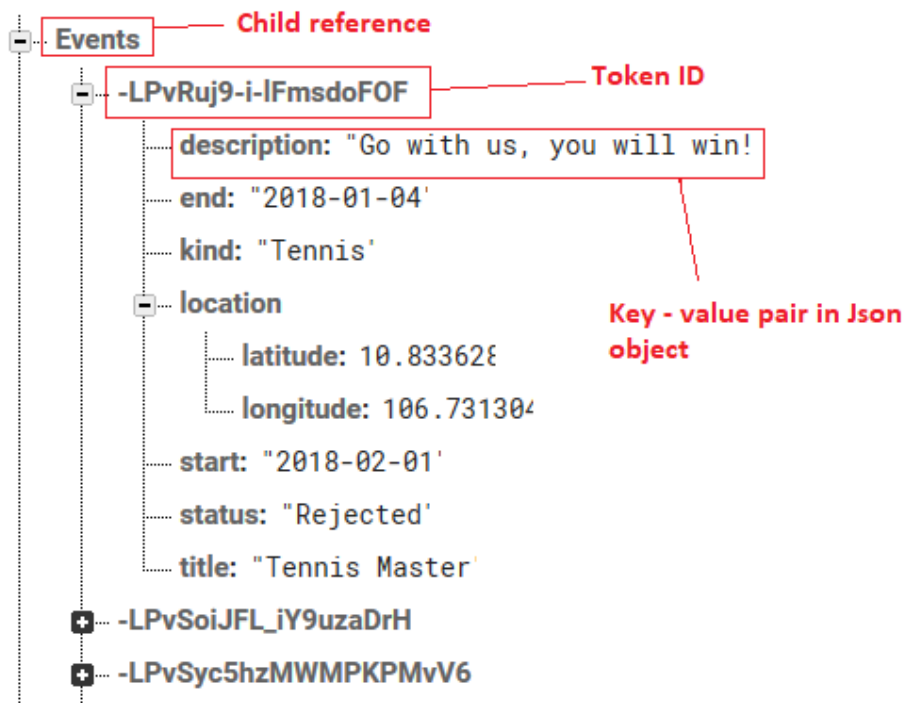 Child reference
Events
-LPvRuj9-i-lFmsdoFOF
Token ID
description: "Go with us, you will win!
end: "2018-01-04'
kind: "Tennis'
location
Key - value pair in Json
object
latitude: 10.833628
longitude: 106.731304
start: "2018-02-01'
status: "Rejected'
title: "Tennis Master'
-LPvSoiJFL_iY9uzaDrH
-LPvSyc5hzMWMPKPMvV6